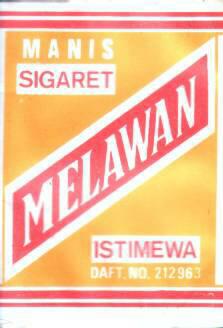 MANIS
SIGARET
MELAWAN
ISTIMEWA
DAFT. NO. 212963